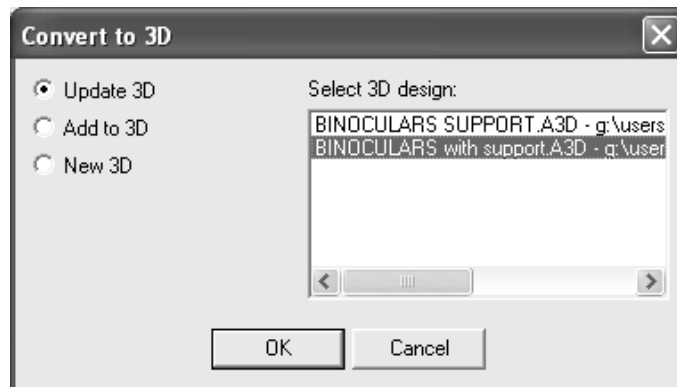 Convert to 3D
Update 3D
Add to 3D
New 3D
Select 3D design:
BINOCULARS SUPPORT.A3D - g:\users
BINOCULARS with support.A3D - g:\user
OK
Cancel